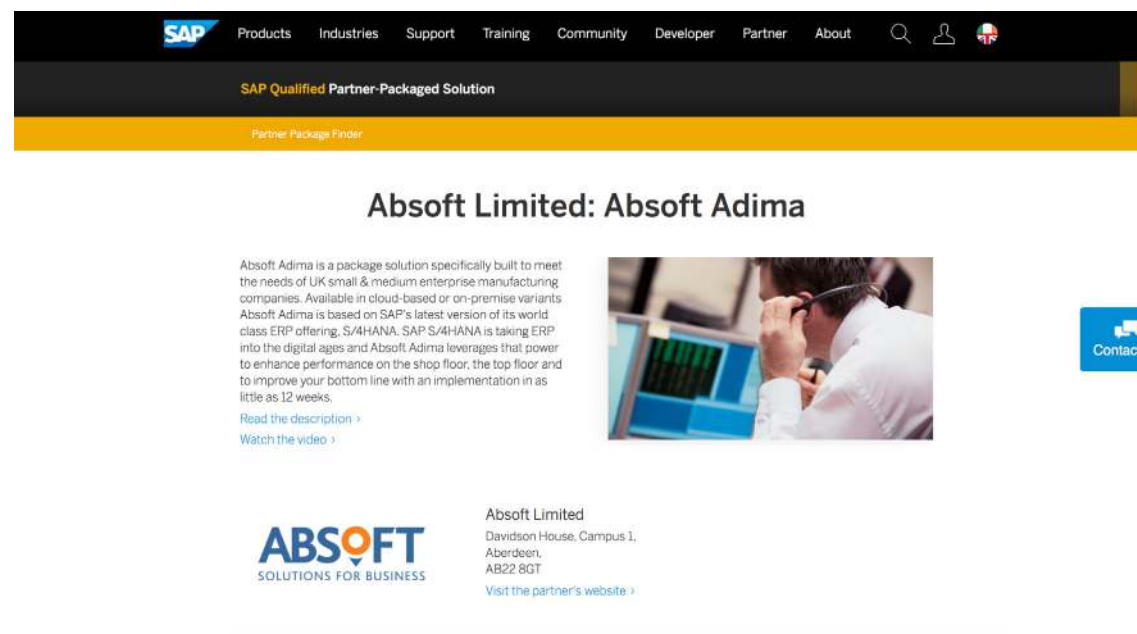 SAP
Products Industries Support Training Community Developer Partner About
SAP Qualified Partner-Packaged Solution
Partner Package Finder
Absoft Limited: Absoft Adima
Absoft Adima is a package solution specifically built to meet
the needs of UK small & medium enterprise manufacturing
companies. Available in cloud-based or on-premise variants
Absoft Adima is based on SAP's latest version of its world
class ERP offering, S/4HANA. SAP S/4HANA is taking ERP
into the digital ages and Absoft Adima leverages that power
to enhance performance on the shop floor, the top floor and
to improve your bottom line with an implementation in as
little as 12 weeks.
Read the description ›
Watch the video ›
Contac
ABSOFT
SOLUTIONS FOR BUSINESS
Absoft Limited
Davidson House, Campus 1,
Aberdeen,
AB22 8GT
Visit the partner's website ›